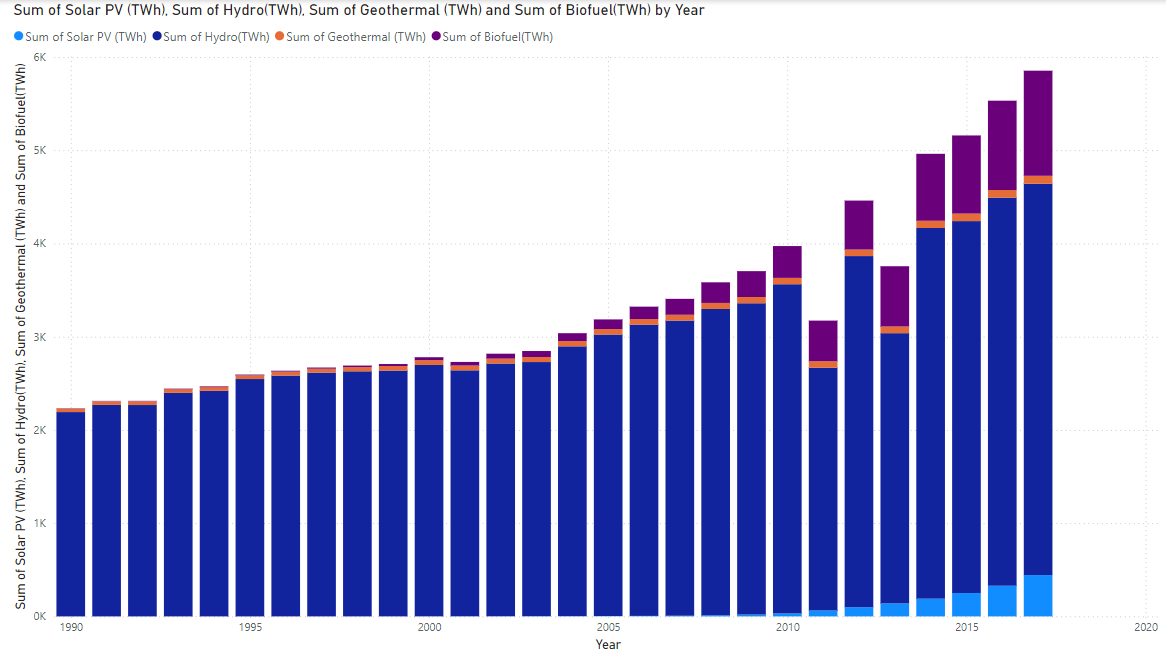 Sum of Solar PV (TWh), Sum of Hydro(TWh), Sum of Geothermal (TWh) and Sum of Biofuel(TWh) by Year
Sum of Solar PV (TWh) Sum of Hydro(TWh) Sum of Geothermal (TWh) Sum of Biofuel(TWh)
Sum of Solar PV (TWh), Sum of Hydro(TWh), Sum of Geothermal (TWh) and Sum of Biofuel(TWh)
6K
5K
4K
3K
2K
1K
0K
1990 1995 2000 2005 2010 2015 2020
Year